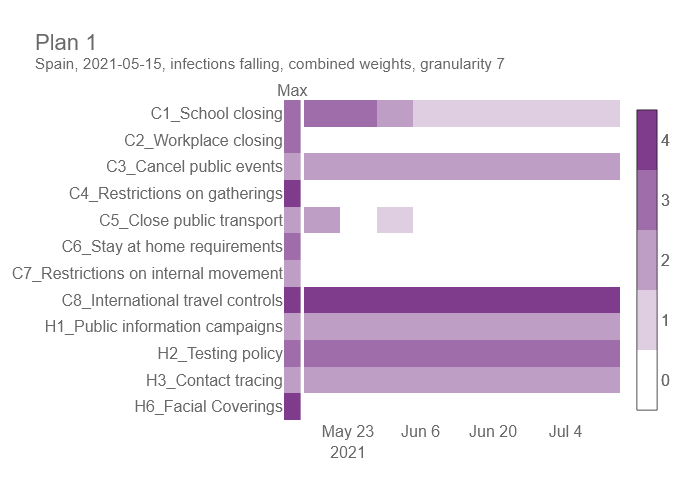 Plan 1
Spain, 2021-05-15, infections falling, combined weights, granularity 7
Max
C1_School closing
C2_Workplace closing
C3_Cancel public events
C4_Restrictions on gatherings
C5_Close public transport
C6_Stay at home requirements
C7_Restrictions on internal movement
C8_International travel controls
H1_Public information campaigns
H2_Testing policy
H3_Contact tracing
H6_Facial Coverings
4
3
2
1
0
May 23 Jun 6 Jun 20 Jul 4
2021